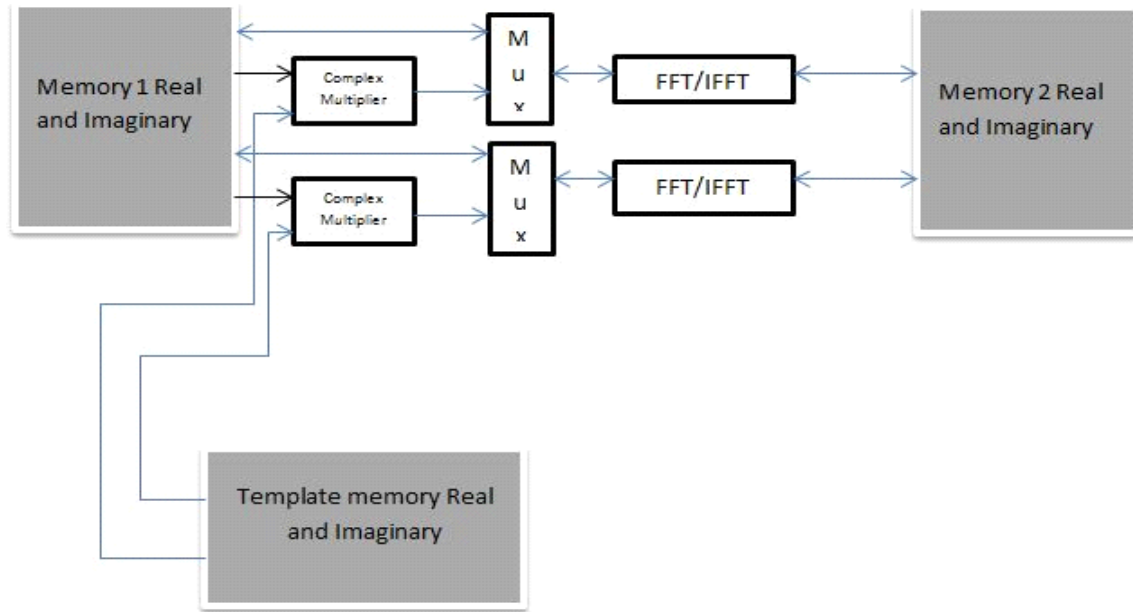 Memory 1 Real
and Imaginary
Complex
Multiplier
M
u
x
FFT/IFFT
Memory 2 Real
and Imaginary
Complex
Multiplier
M
u
x
FFT/IFFT
Template memory Real
and Imaginary